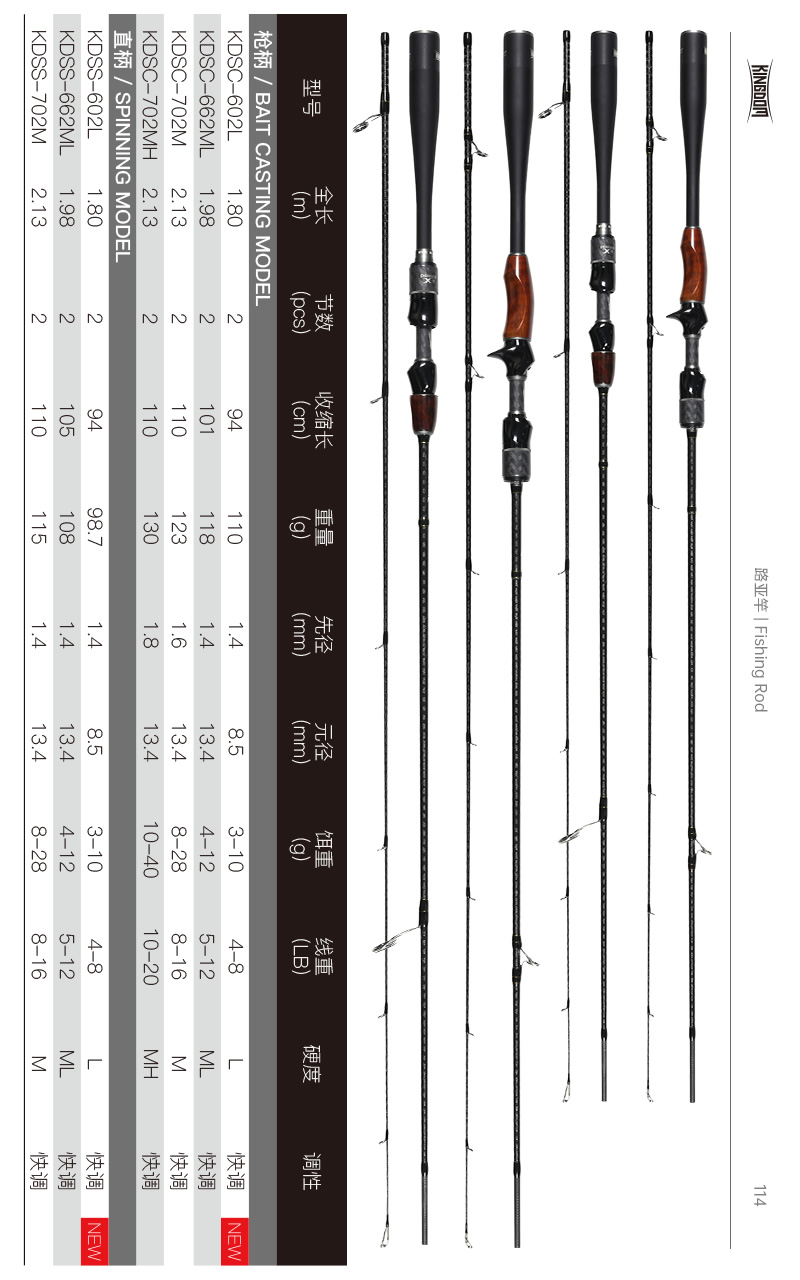 KINGDOM
路亚竿 | Fishing Rod
114
型号 全长 (m) 节数 (pcs) 收缩长 (cm) 重量 (g) 先径 (mm) 元径 (mm) 饵重 (g) 线重 (LB) 硬度 调性
枪柄 / BAIT CASTING MODEL
KDSC-602L 1.80 2 94 110 1.4 8.5 3-10 4-8 L 快调 NEW
KDSC-662ML 1.98 2 101 118 1.4 13.4 4-12 5-12 ML 快调
KDSC-702M 2.13 2 110 123 1.6 13.4 8-28 8-16 M 快调
KDSC-702MH 2.13 2 110 130 1.8 13.4 10-40 10-20 MH 快调
直柄 / SPINNING MODEL
KDSS-602L 1.80 2 94 98.7 1.4 8.5 3-10 4-8 L 快调 NEW
KDSS-662ML 1.98 2 105 108 1.4 13.4 4-12 5-12 ML 快调
KDSS-702M 2.13 2 110 115 1.4 13.4 8-28 8-16 M 快调